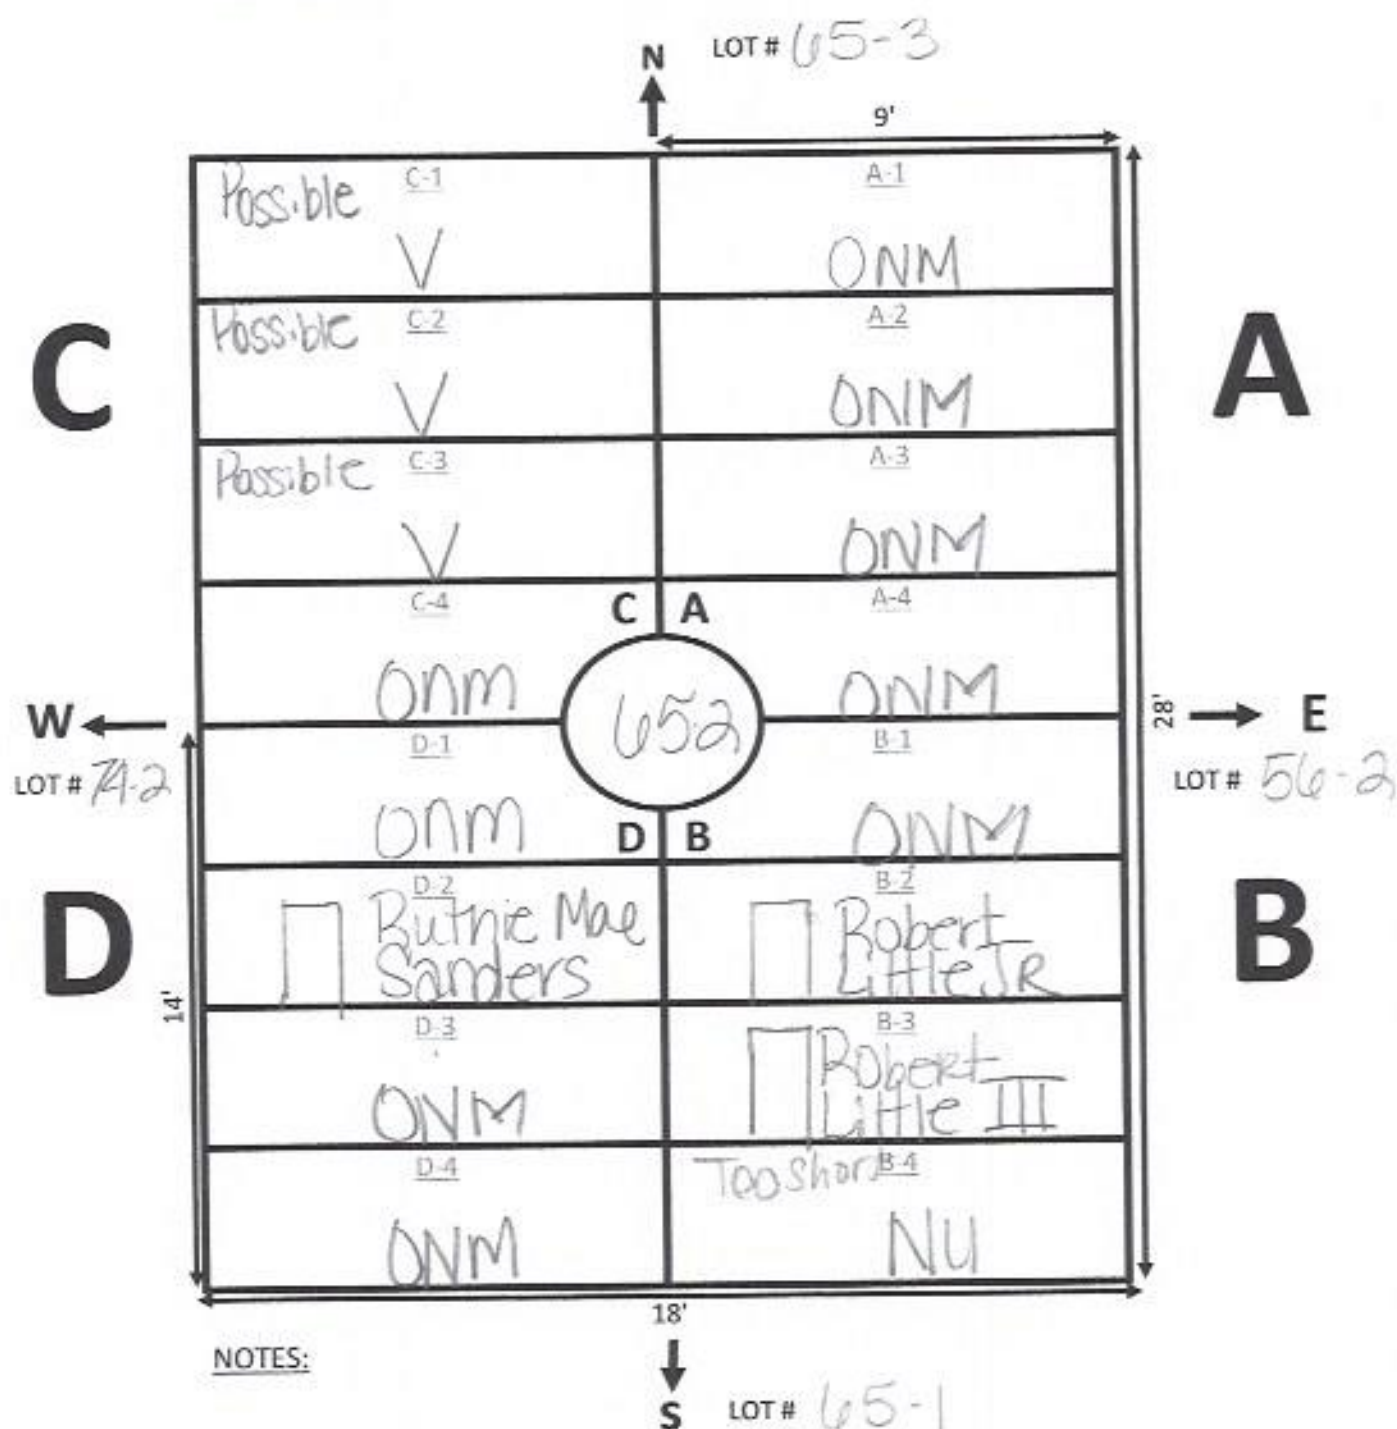 N LOT # 65-3
9'
Possible C-1 A-1
V ONM
Possible C-2 A-2
V ONM
C A
Possible C-3 A-3
V ONM
C-4 C A A-4
Onm ONM
W 652 28' E
D-1 B-1
LOT # 74-2 LOT # 56-2
Onm D B ONM
D-2 B-2
Ruthie Mae Robert
Sanders Little JR
D B
14'
D-3 B-3
Robert
ONM Little III
D-4 Too Short B-4
ONM NU
18'
NOTES:
S LOT # 65-1